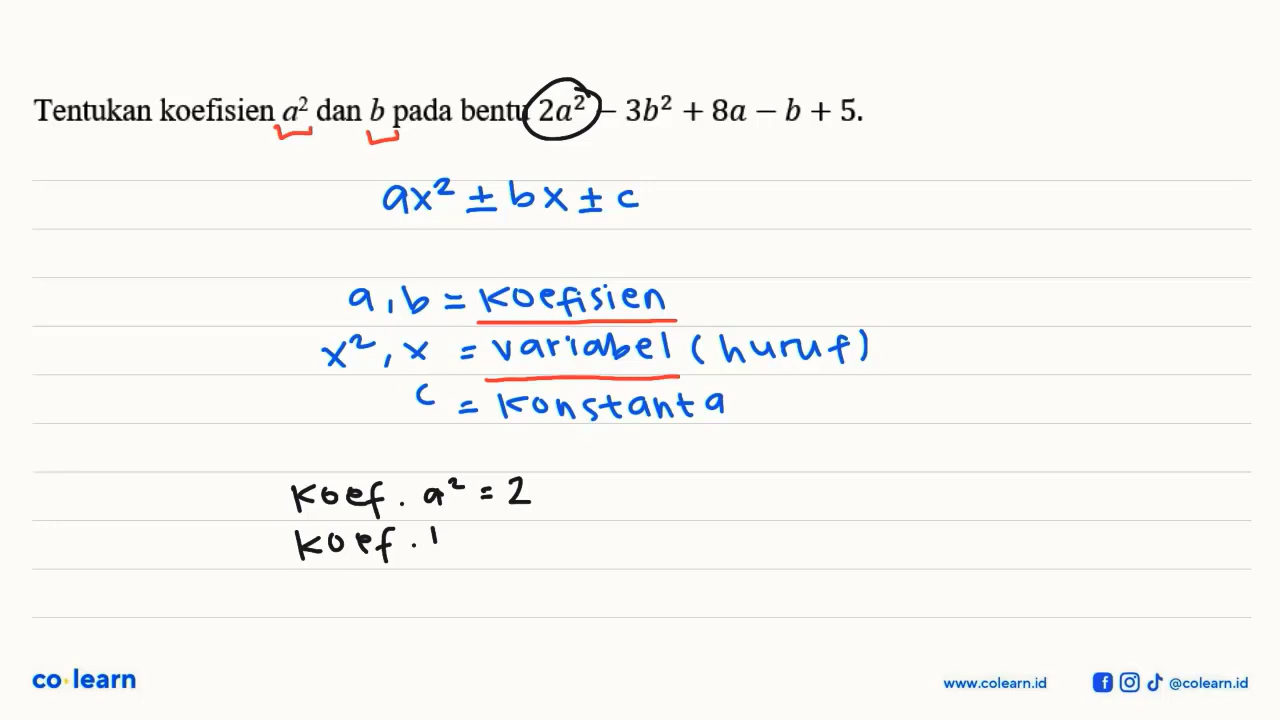 Tentukan koefisien a² dan b pada bentu 2a² − 3b² + 8a − b + 5.
ax² ± bx ± c
a, b = koefisien
x², x = variabel (huruf)
c = konstanta
koef. a² = 2
koef. l
co learn
www.colearn.id @colearn.id